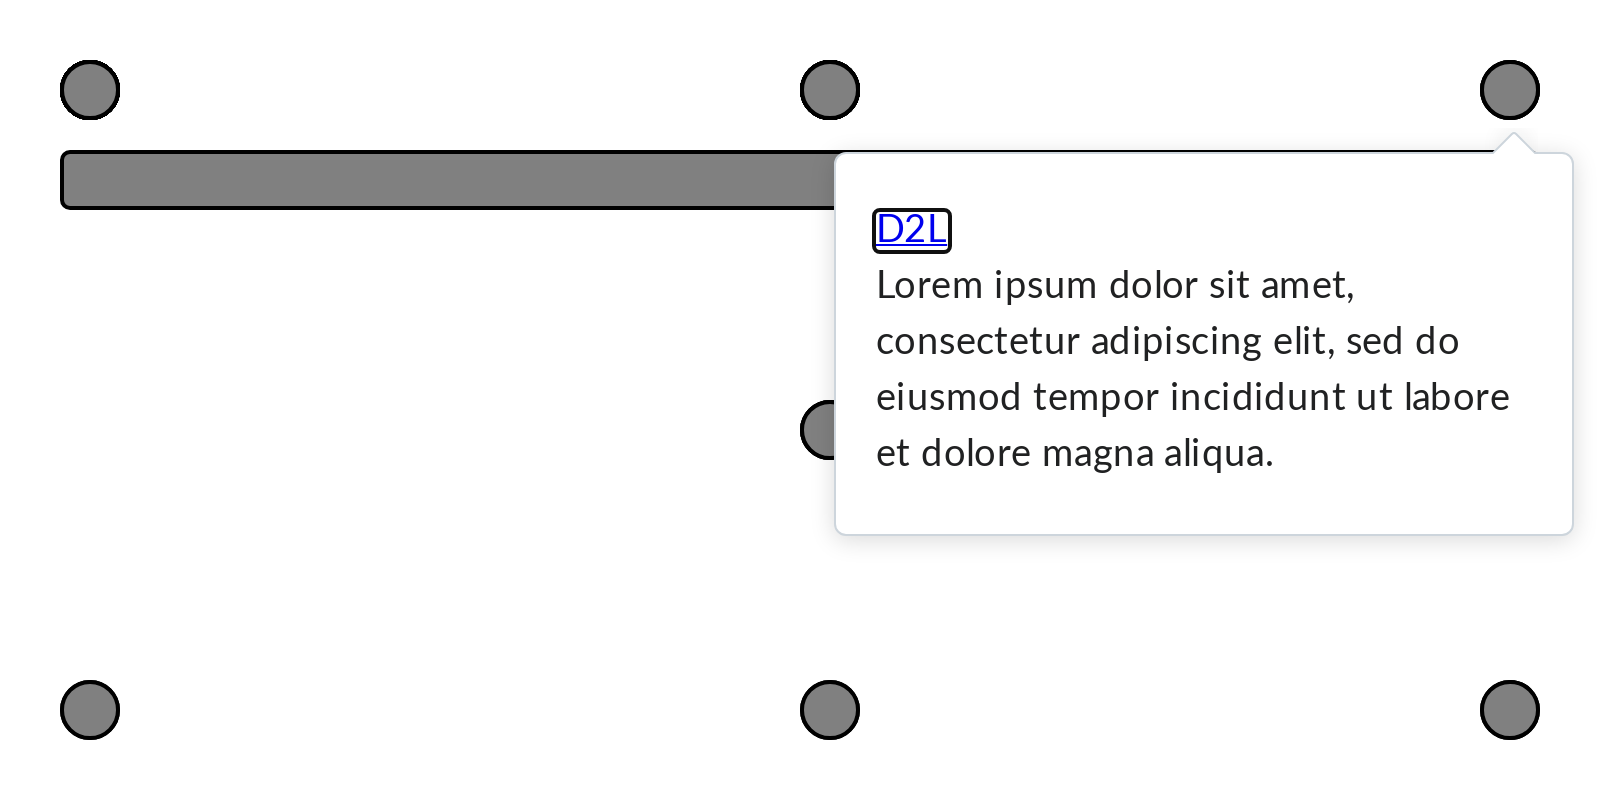 D2L
Lorem ipsum dolor sit amet,
consectetur adipiscing elit, sed do
eiusmod tempor incididunt ut labore
et dolore magna aliqua.